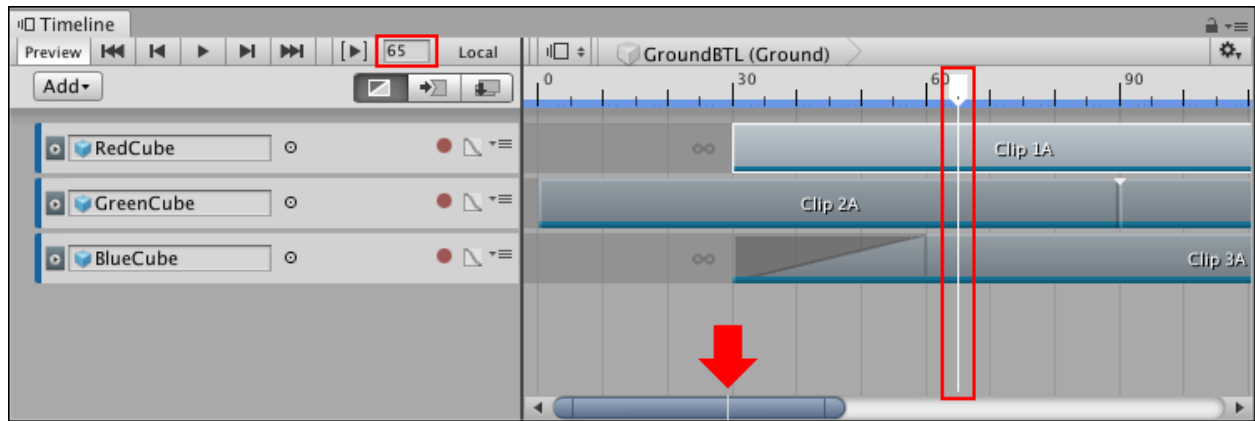 Timeline
Preview 65 Local GroundBTL (Ground)
Add 0 30 60 90
RedCube Clip 1A
GreenCube Clip 2A
BlueCube Clip 3A